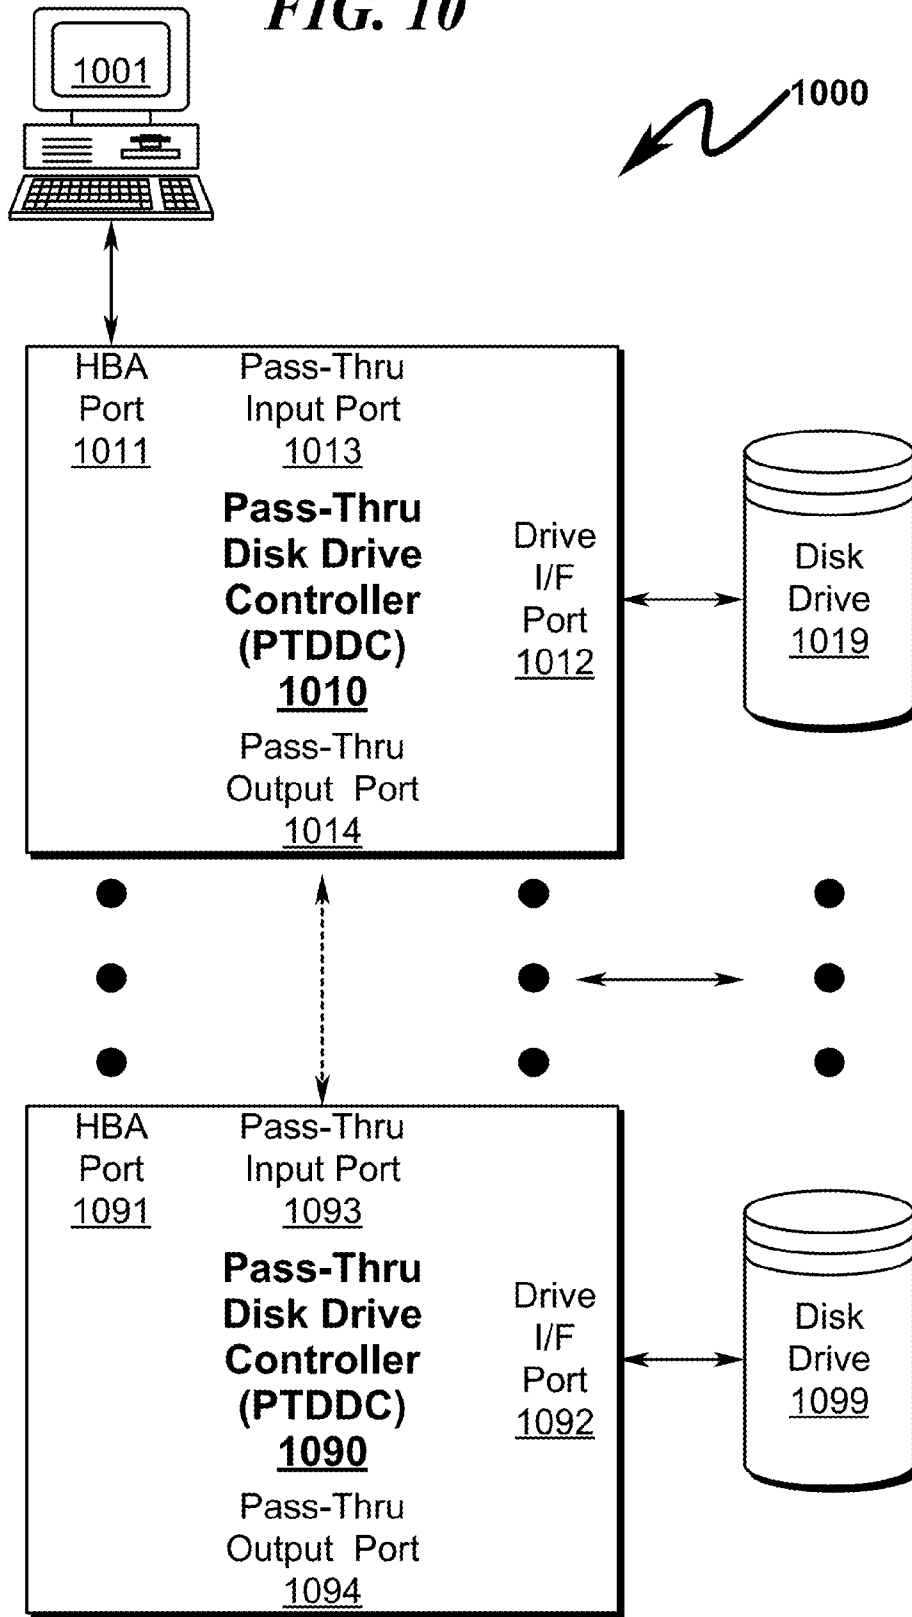 FIG. 10
1001
1000
HBA
Port
1011
Pass-Thru
Input Port
1013
Pass-Thru
Disk Drive
Controller
(PTDDC)
1010
Drive
I/F
Port
1012
Disk
Drive
1019
Pass-Thru
Output Port
1014
HBA
Port
1091
Pass-Thru
Input Port
1093
Pass-Thru
Disk Drive
Controller
(PTDDC)
1090
Drive
I/F
Port
1092
Disk
Drive
1099
Pass-Thru
Output Port
1094